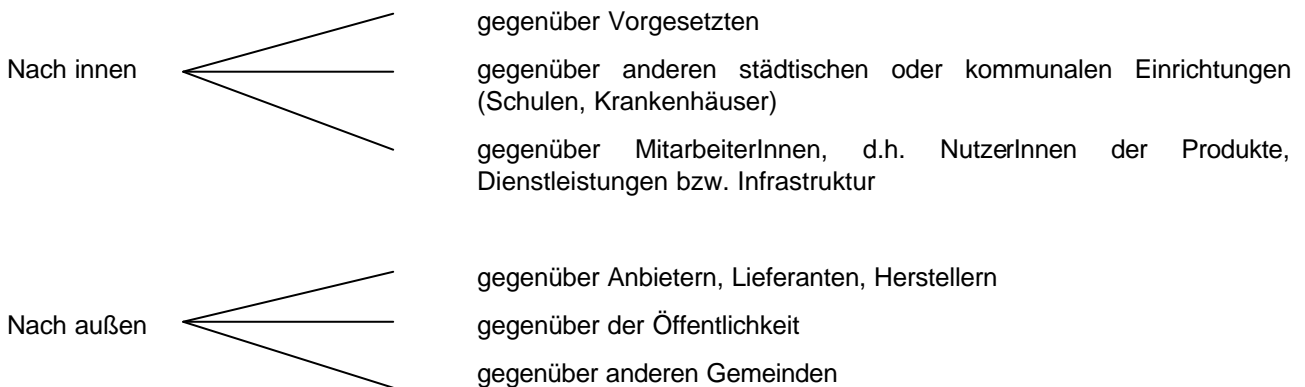 gegenüber Vorgesetzten
Nach innen
gegenüber anderen städtischen oder kommunalen Einrichtungen
(Schulen, Krankenhäuser)
gegenüber MitarbeiterInnen, d.h. NutzerInnen der Produkte,
Dienstleistungen bzw. Infrastruktur
gegenüber Anbietern, Lieferanten, Herstellern
Nach außen
gegenüber der Öffentlichkeit
gegenüber anderen Gemeinden